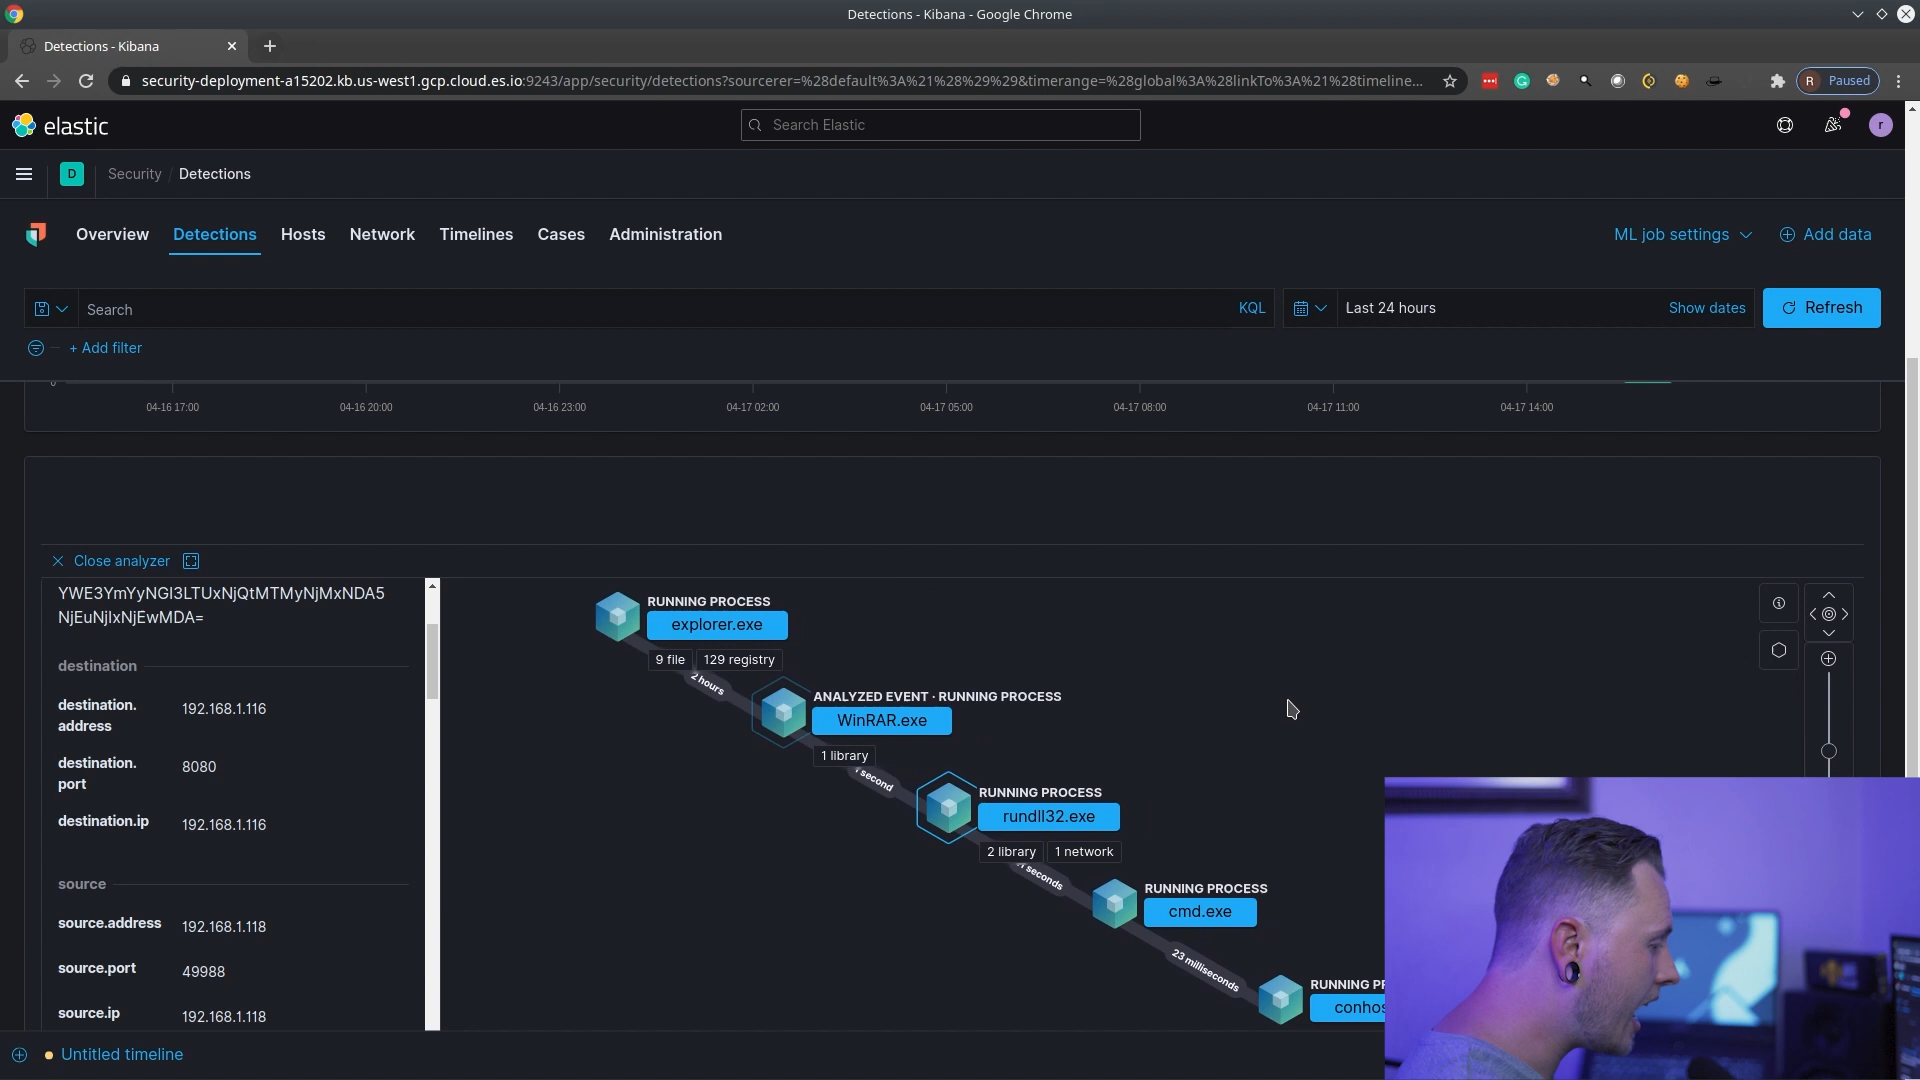 Detections - Kibana - Google Chrome
Detections - Kibana
security-deployment-a15202.kb.us-west1.gcp.cloud.es.io:9243/app/security/detections?sourcerer=%28default%3A%21%28%29%29&timerange=%28global%3A%28linkTo%3A%21%28timeline...
R Paused
elastic
Search Elastic
r
D
Security / Detections
Overview
Detections
Hosts
Network
Timelines
Cases
Administration
ML job settings
Add data
Search
KQL
Last 24 hours
Show dates
Refresh
+ Add filter
0
04-16 17:00
04-16 20:00
04-16 23:00
04-17 02:00
04-17 05:00
04-17 08:00
04-17 11:00
04-17 14:00
Close analyzer
YWE3YmYyNGI3LTUxNjQtMTMyNjMxNDA5
NjEuNjIxNjEwMDA=
destination
destination.
address
192.168.1.116
destination.
port
8080
destination.ip
192.168.1.116
source
source.address
192.168.1.118
source.port
49988
source.ip
192.168.1.118
RUNNING PROCESS
explorer.exe
9 file
129 registry
2 hours
ANALYZED EVENT · RUNNING PROCESS
WinRAR.exe
1 library
second
RUNNING PROCESS
rundll32.exe
2 library
1 network
seconds
RUNNING PROCESS
cmd.exe
23 milliseconds
RUNNING PR
conhos
Untitled timeline